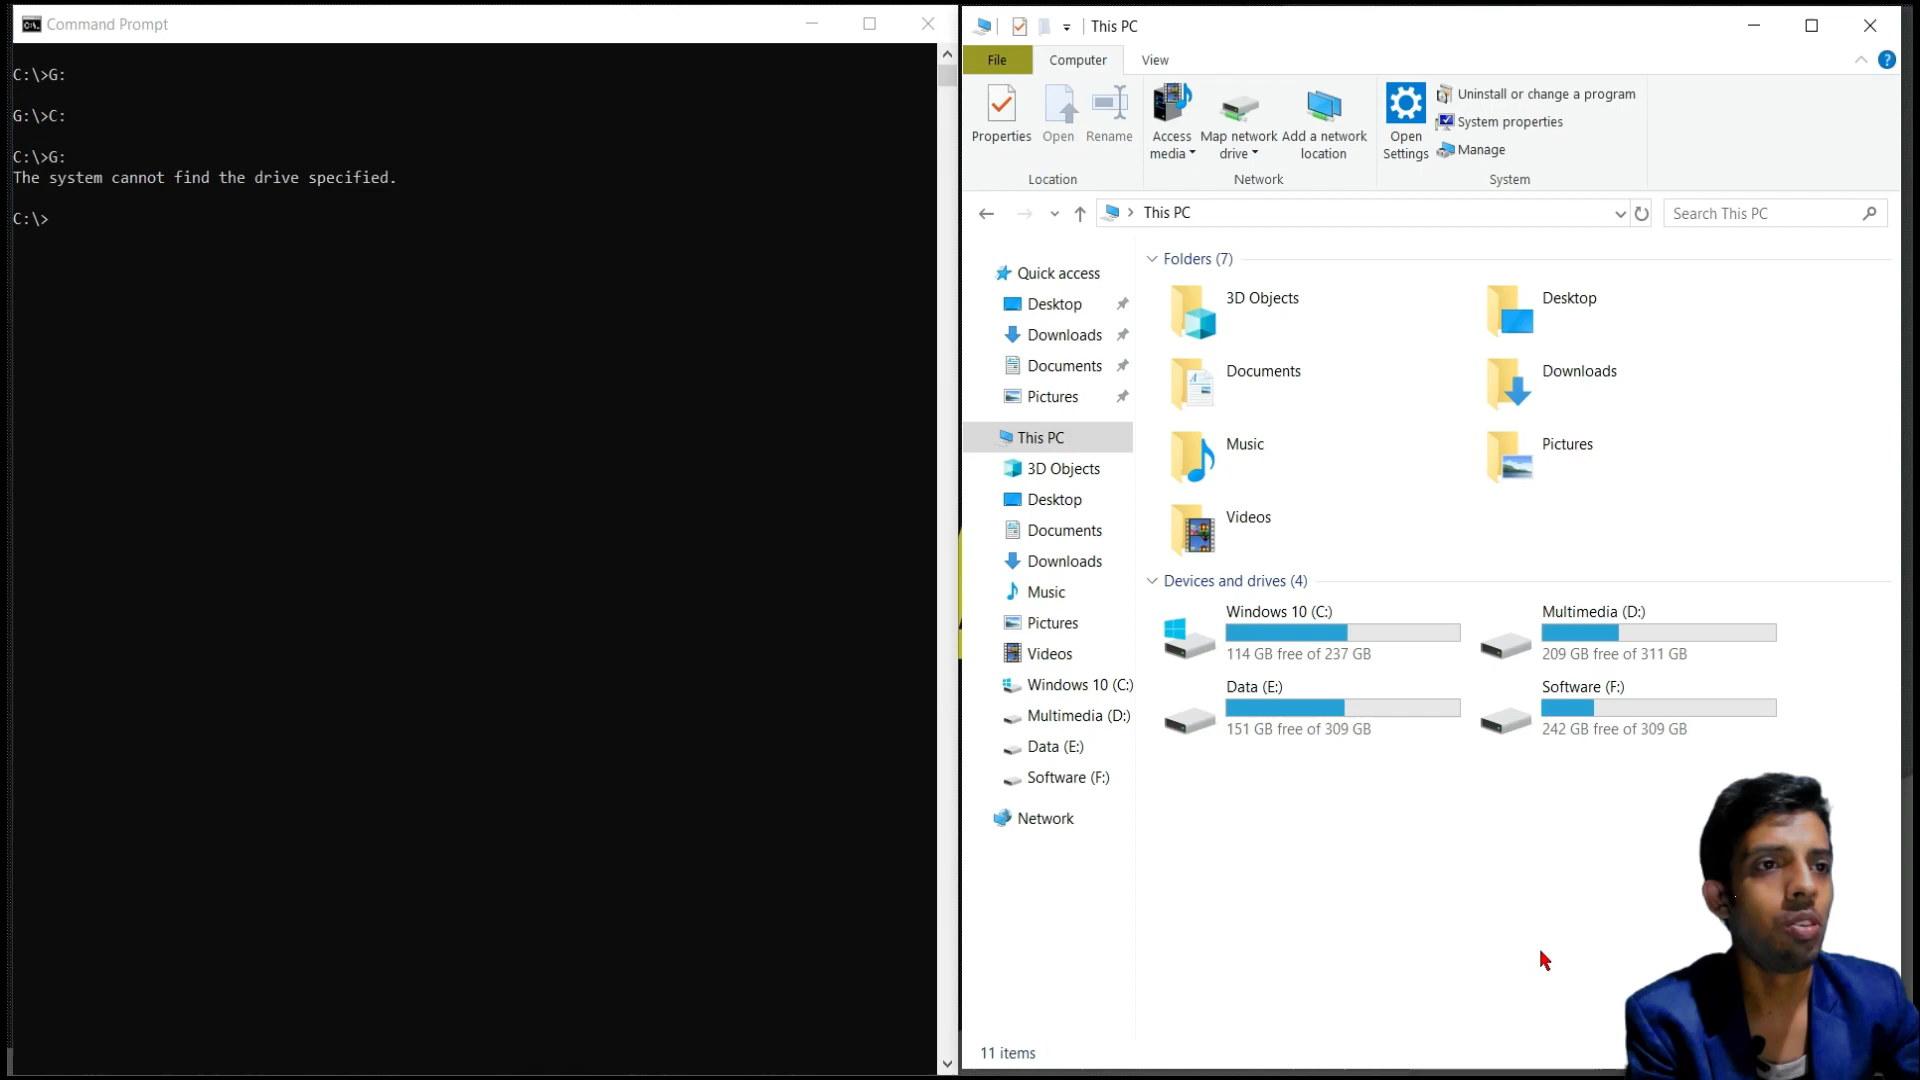 Command Prompt
C:\>G:
G:\>C:
C:\>G:
The system cannot find the drive specified.
C:\>
This PC
File
Computer
View
Properties
Open
Rename
Access media
Map network drive
Add a network location
Open Settings
Uninstall or change a program
System properties
Manage
Location
Network
System
This PC
Search This PC
Quick access
Desktop
Downloads
Documents
Pictures
This PC
3D Objects
Desktop
Documents
Downloads
Music
Pictures
Videos
Windows 10 (C:)
Multimedia (D:)
Data (E:)
Software (F:)
Network
Folders (7)
3D Objects
Desktop
Documents
Downloads
Music
Pictures
Videos
Devices and drives (4)
Windows 10 (C:)
114 GB free of 237 GB
Multimedia (D:)
209 GB free of 311 GB
Data (E:)
151 GB free of 309 GB
Software (F:)
242 GB free of 309 GB
11 items